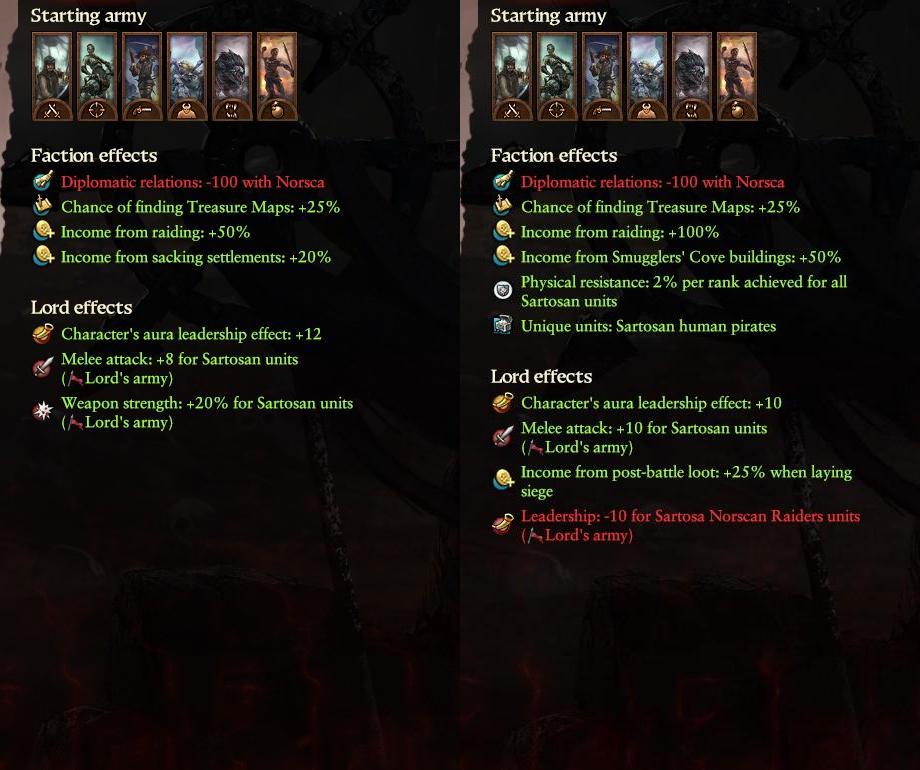 Starting army
Faction effects
Diplomatic relations: -100 with Norsca
Chance of finding Treasure Maps: +25%
Income from raiding: +50%
Income from sacking settlements: +20%
Lord effects
Character's aura leadership effect: +12
Melee attack: +8 for Sartosan units
(Lord's army)
Weapon strength: +20% for Sartosan units
(Lord's army)
Starting army
Faction effects
Diplomatic relations: -100 with Norsca
Chance of finding Treasure Maps: +25%
Income from raiding: +100%
Income from Smugglers' Cove buildings: +50%
Physical resistance: 2% per rank achieved for all
Sartosan units
Unique units: Sartosan human pirates
Lord effects
Character's aura leadership effect: +10
Melee attack: +10 for Sartosan units
(Lord's army)
Income from post-battle loot: +25% when laying
siege
Leadership: -10 for Sartosa Norscan Raiders units
(Lord's army)